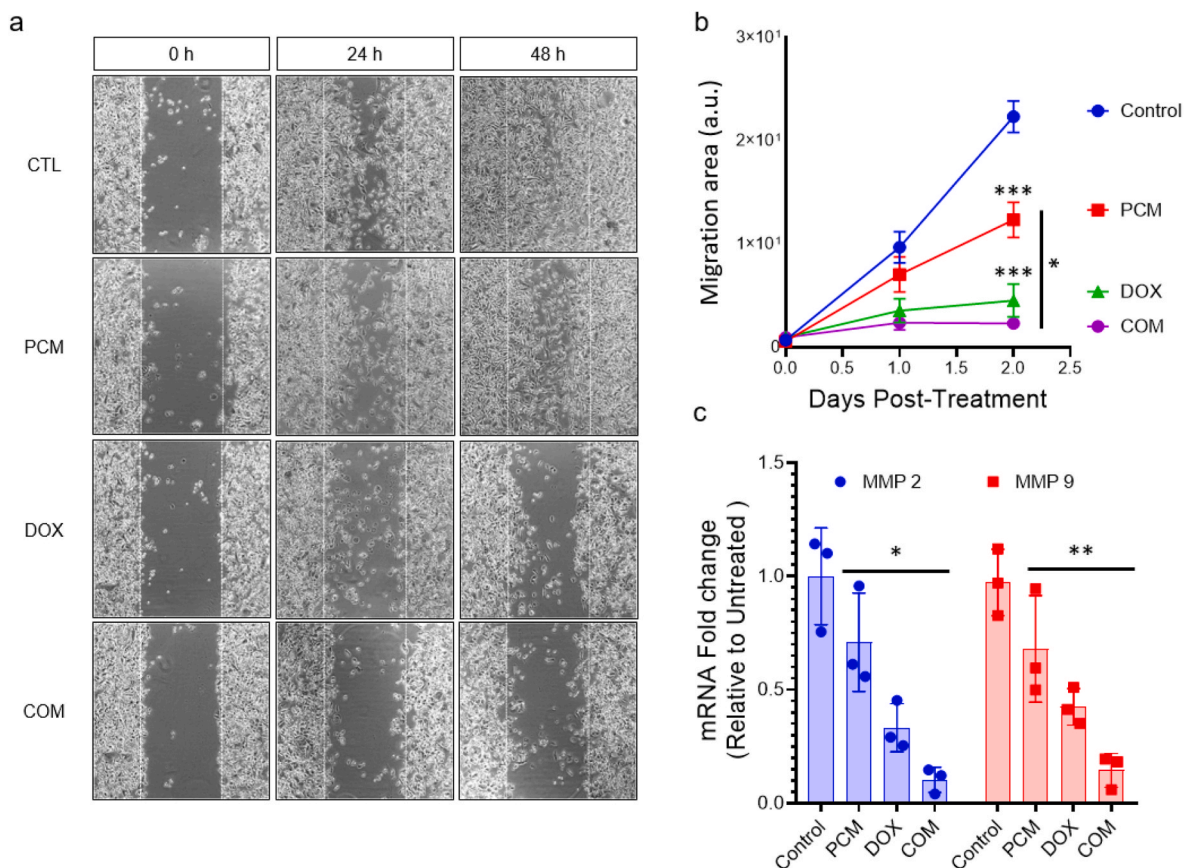 a
0 h 24 h 48 h
CTL
PCM
DOX
COM
b
3×10¹
2×10¹
1×10¹
0
Migration area (a.u.)
***
***
*
Control
PCM
DOX
COM
0.0 0.5 1.0 1.5 2.0 2.5
Days Post-Treatment
c
1.5
1.0
0.5
0.0
mRNA Fold change
(Relative to Untreated )
MMP 2 MMP 9
* **
Control PCM DOX COM Control PCM DOX COM